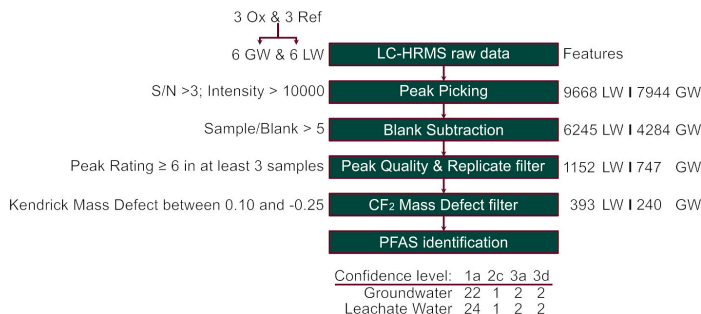 3 Ox & 3 Ref
6 GW & 6 LW LC-HRMS raw data Features
S/N >3; Intensity > 10000 Peak Picking 9668 LW I 7944 GW
Sample/Blank > 5 Blank Subtraction 6245 LW I 4284 GW
Peak Rating ≥ 6 in at least 3 samples Peak Quality & Replicate filter 1152 LW I 747 GW
Kendrick Mass Defect between 0.10 and -0.25 CF₂ Mass Defect filter 393 LW I 240 GW
PFAS identification
Confidence level: 1a 2c 3a 3d
Groundwater 22 1 2 2
Leachate Water 24 1 2 2